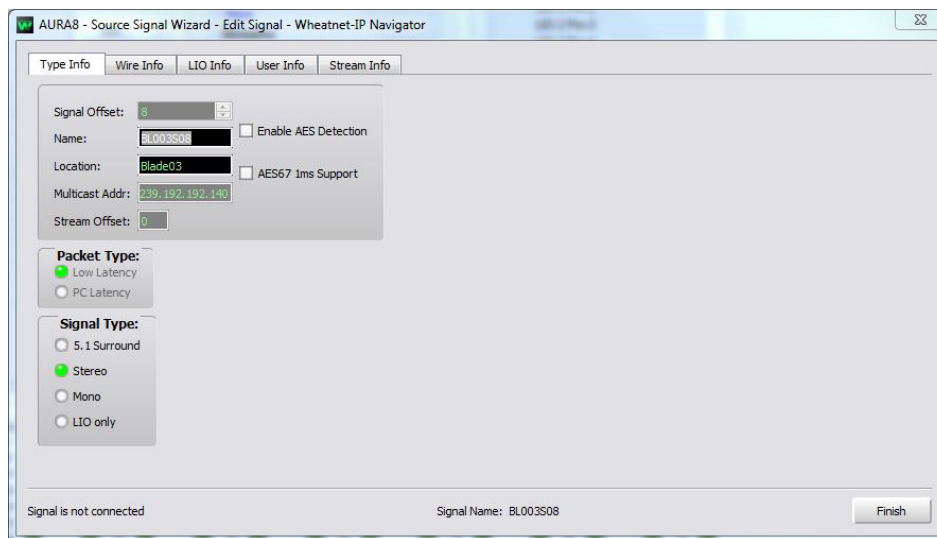 AURA8 - Source Signal Wizard - Edit Signal - Wheatnet-IP Navigator
Type Info Wire Info LIO Info User Info Stream Info
Signal Offset: 8
Name: BL003S08 Enable AES Detection
Location: Blade03 AES67 1ms Support
Multicast Addr: 239.192.192.140
Stream Offset: 0
Packet Type:
Low Latency
PC Latency
Signal Type:
5.1 Surround
Stereo
Mono
LIO only
Signal is not connected Signal Name: BL003S08 Finish